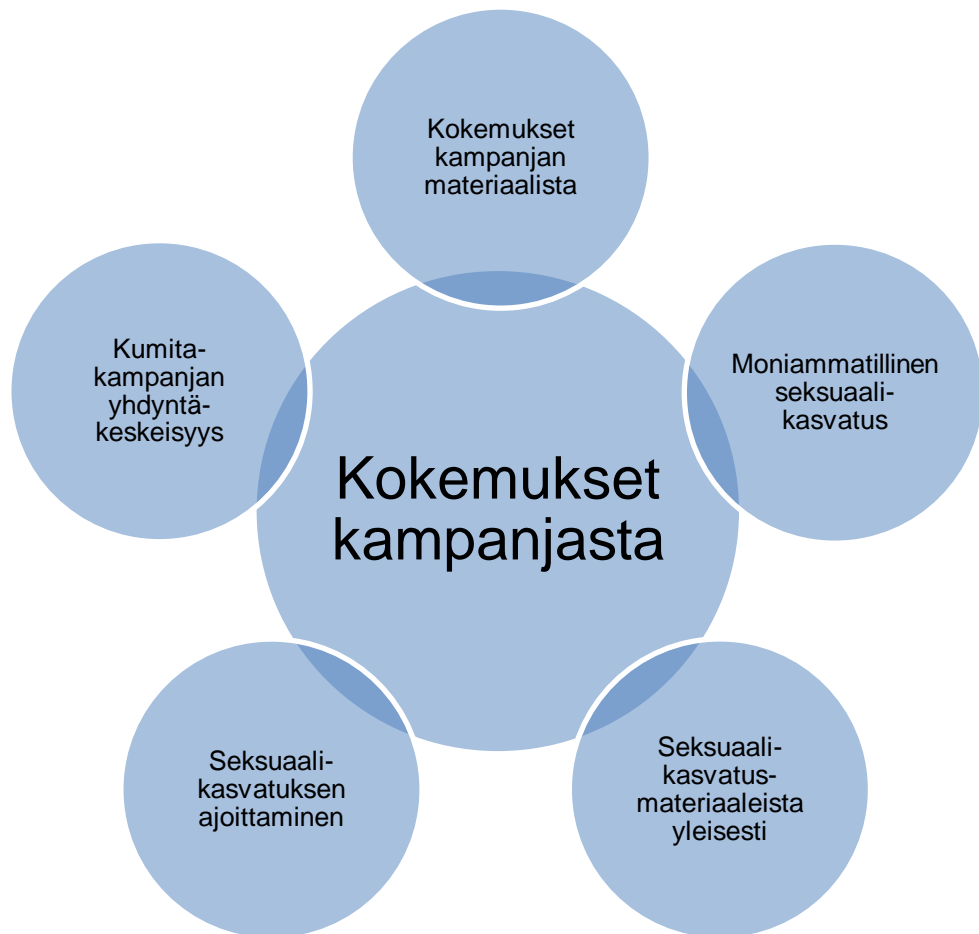 Kokemukset
kampanjan
materiaalista
Kumita-
kampanjan
yhdyntä-
keskeisyys
Moniammatillinen
seksuaali-
kasvatus
Kokemukset
kampanjasta
Seksuaali-
kasvatuksen
ajoittaminen
Seksuaali-
kasvatus-
materiaaleista
yleisesti